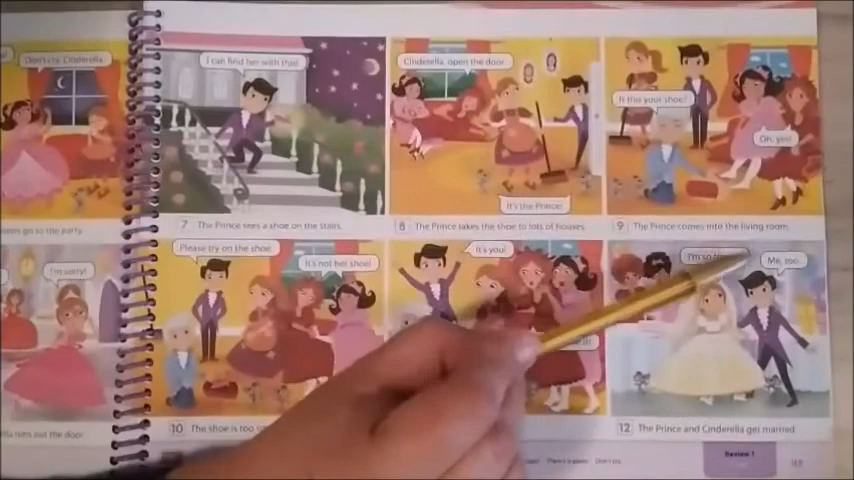 Don't cry, Cinderella.
I can find her with that!
7 The Prince sees a shoe on the stairs.
Cinderella, open the door.
It's the Prince!
8 The Prince takes the shoe to lots of houses.
Is this your shoe?
Oh, yes!
9 The Prince comes into the living room.
go to the party.
I'm sorry!
runs out the door.
Please try on the shoe.
It's not her shoe!
10 The shoe is too
It's you!
I'm so
Me, too.
12 The Prince and Cinderella get married.
Don't cry.
Review 1